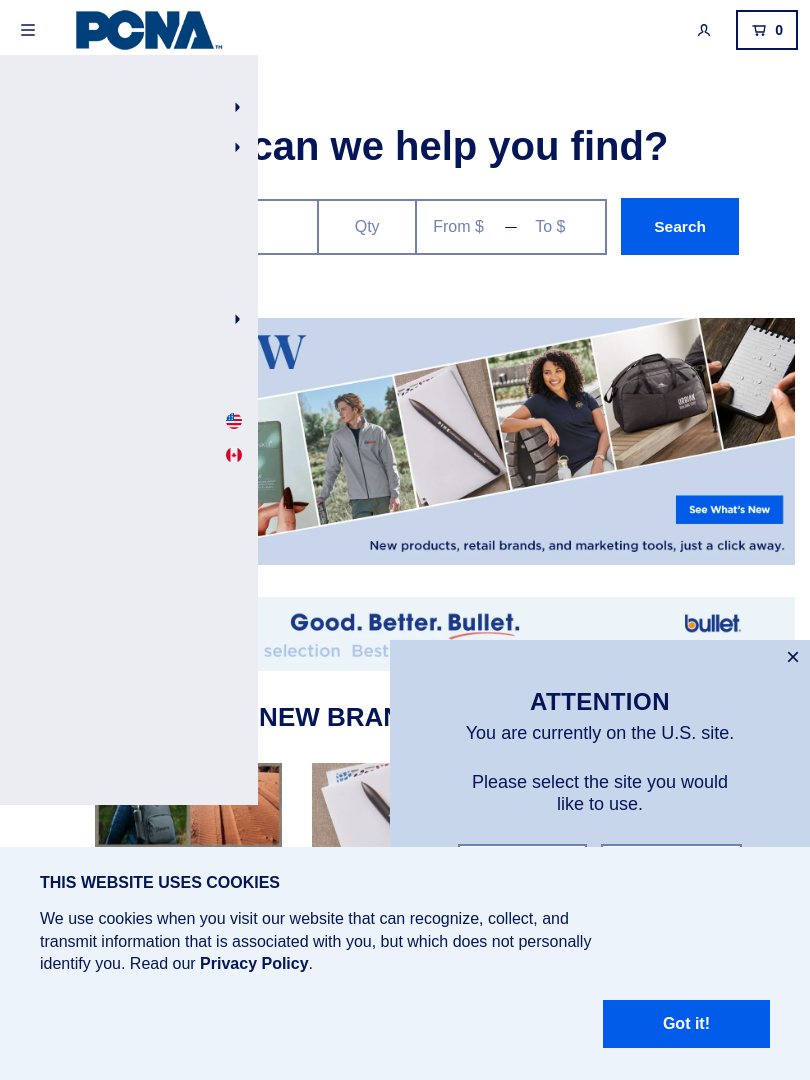 PCNA™
0
can we help you find?
Qty
From $ — To $
Search
W
See What's New
New products, retail brands, and marketing tools, just a click away.
Good. Better. Bullet.
bullet.
selection Best
NEW BRAN
×
ATTENTION
You are currently on the U.S. site.
Please select the site you would
like to use.
THIS WEBSITE USES COOKIES
We use cookies when you visit our website that can recognize, collect, and
transmit information that is associated with you, but which does not personally
identify you. Read our Privacy Policy.
Got it!